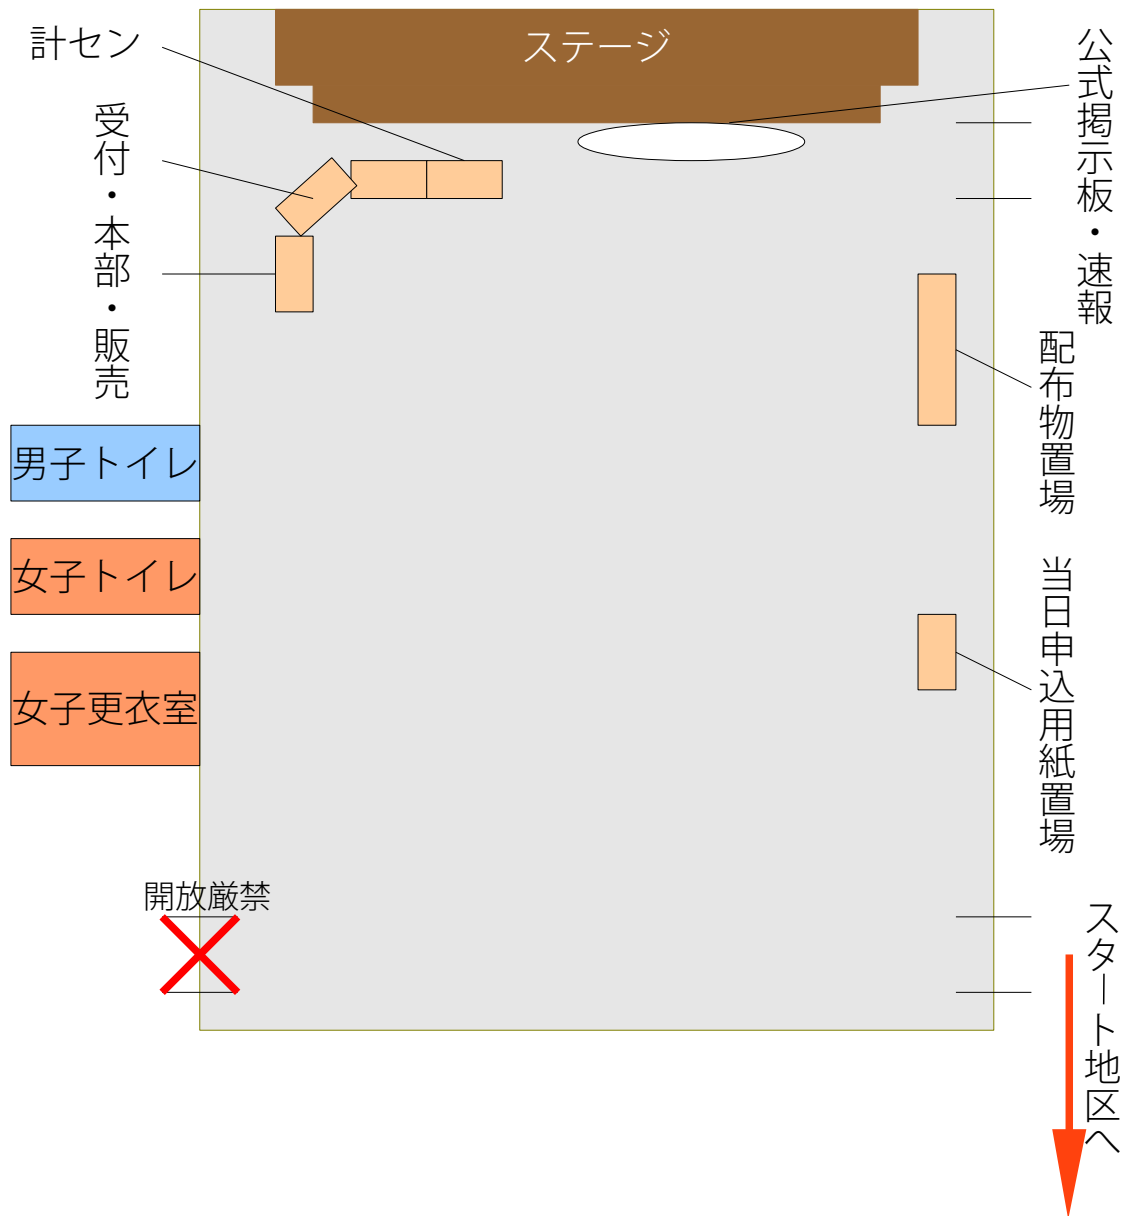 ステージ
計セン
受付・本部・販売
公式掲示板・速報
配布物置場
男子トイレ
女子トイレ
女子更衣室
当日申込用紙置場
開放厳禁
スタート地区へ